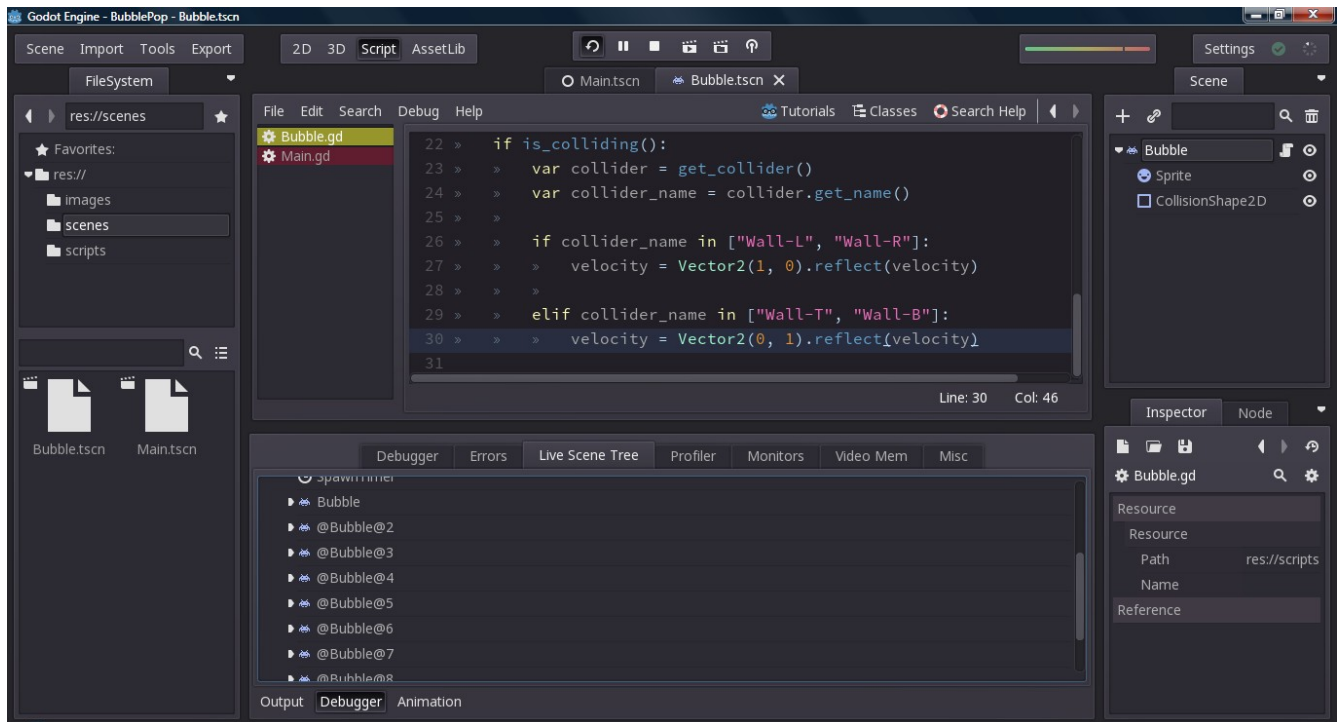 Godot Engine - BubblePop - Bubble.tscn
Scene Import Tools Export
2D 3D Script AssetLib
Settings
FileSystem
res://scenes
Favorites:
res://
images
scenes
scripts
Bubble.tscn Main.tscn
Main.tscn Bubble.tscn X
File Edit Search Debug Help
Tutorials Classes Search Help
Bubble.gd
Main.gd
22 » if is_colliding():
23 » » var collider = get_collider()
24 » » var collider_name = collider.get_name()
25 » »
26 » » if collider_name in ["Wall-L", "Wall-R"]:
27 » » » velocity = Vector2(1, 0).reflect(velocity)
28 » » »
29 » » elif collider_name in ["Wall-T", "Wall-B"]:
30 » » » velocity = Vector2(0, 1).reflect(velocity)
31
Line: 30 Col: 46
Debugger Errors Live Scene Tree Profiler Monitors Video Mem Misc
SpawnTimer
Bubble
@Bubble@2
@Bubble@3
@Bubble@4
@Bubble@5
@Bubble@6
@Bubble@7
@Bubble@8
Output Debugger Animation
Scene
Bubble
Sprite
CollisionShape2D
Inspector Node
Bubble.gd
Resource
Resource
Path res://scripts
Name
Reference